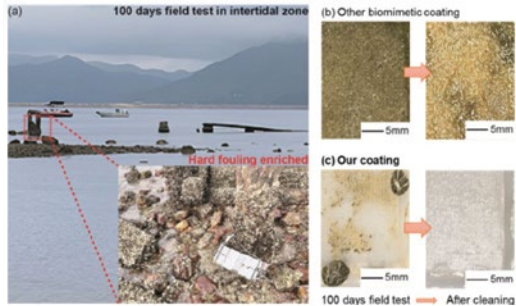 (a)
100 days field test in intertidal zone
Hard fouling enriched
(b) Other biomimetic coating
5mm
5mm
(c) Our coating
5mm
5mm
100 days field test
After cleaning